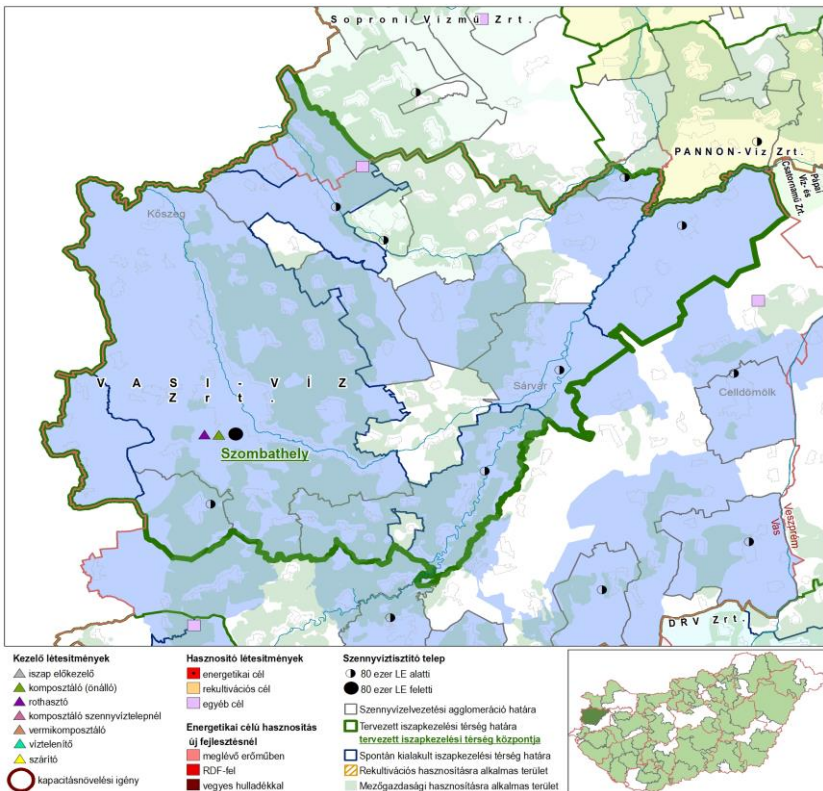 Soproni Vízmű Zrt.
PANNON-Víz Zrt.
Pápai
Víz- és
Csatornamű Zrt.
Kőszeg
VASI-VÍZ
Zrt.
Sárvár
Celldömölk
Szombathely
Veszprém
Vas
DRV Zrt.
Kezelő létesítmények
iszap előkezelő
komposztáló (önálló)
rothasztó
komposztáló szennyvíztelepnél
vermikomposztáló
víztelenítő
szárító
kapacitásnövelési igény
Hasznosító létesítmények
energetikai cél
rekultivációs cél
egyéb cél
Energetikai célú hasznosítás
új fejlesztésnél
meglévő erőműben
RDF-fel
vegyes hulladékkal
Szennyvíztisztító telep
80 ezer LE alatti
80 ezer LE feletti
Szennyvízelvezetési agglomeráció határa
Tervezett iszapkezelési térség határa
tervezett iszapkezelési térség központja
Spontán kialakult iszapkezelési térség határa
Rekultivációs hasznosításra alkalmas terület
Mezőgazdasági hasznosításra alkalmas terület